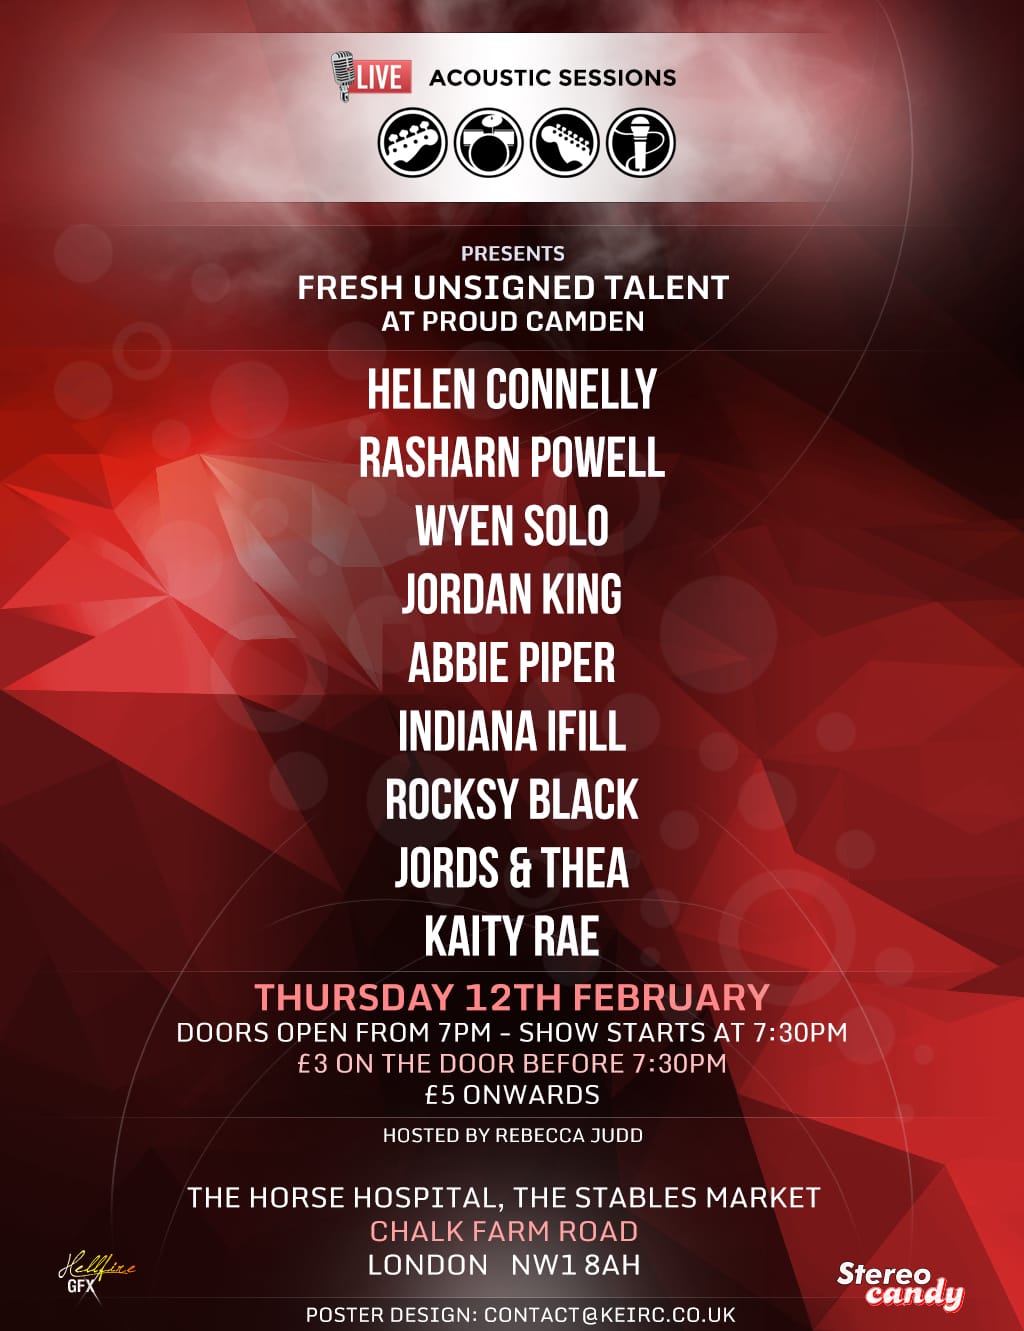 LIVE ACOUSTIC SESSIONS
PRESENTS
FRESH UNSIGNED TALENT
AT PROUD CAMDEN
HELEN CONNELLY
RASHARN POWELL
WYEN SOLO
JORDAN KING
ABBIE PIPER
INDIANA IFILL
ROCKSY BLACK
JORDS & THEA
KAITY RAE
THURSDAY 12TH FEBRUARY
DOORS OPEN FROM 7PM - SHOW STARTS AT 7:30PM
£3 ON THE DOOR BEFORE 7:30PM
£5 ONWARDS
HOSTED BY REBECCA JUDD
THE HORSE HOSPITAL, THE STABLES MARKET
CHALK FARM ROAD
LONDON NW1 8AH
Hellfire
GFX
Stereo
candy
POSTER DESIGN: CONTACT@KEIRC.CO.UK